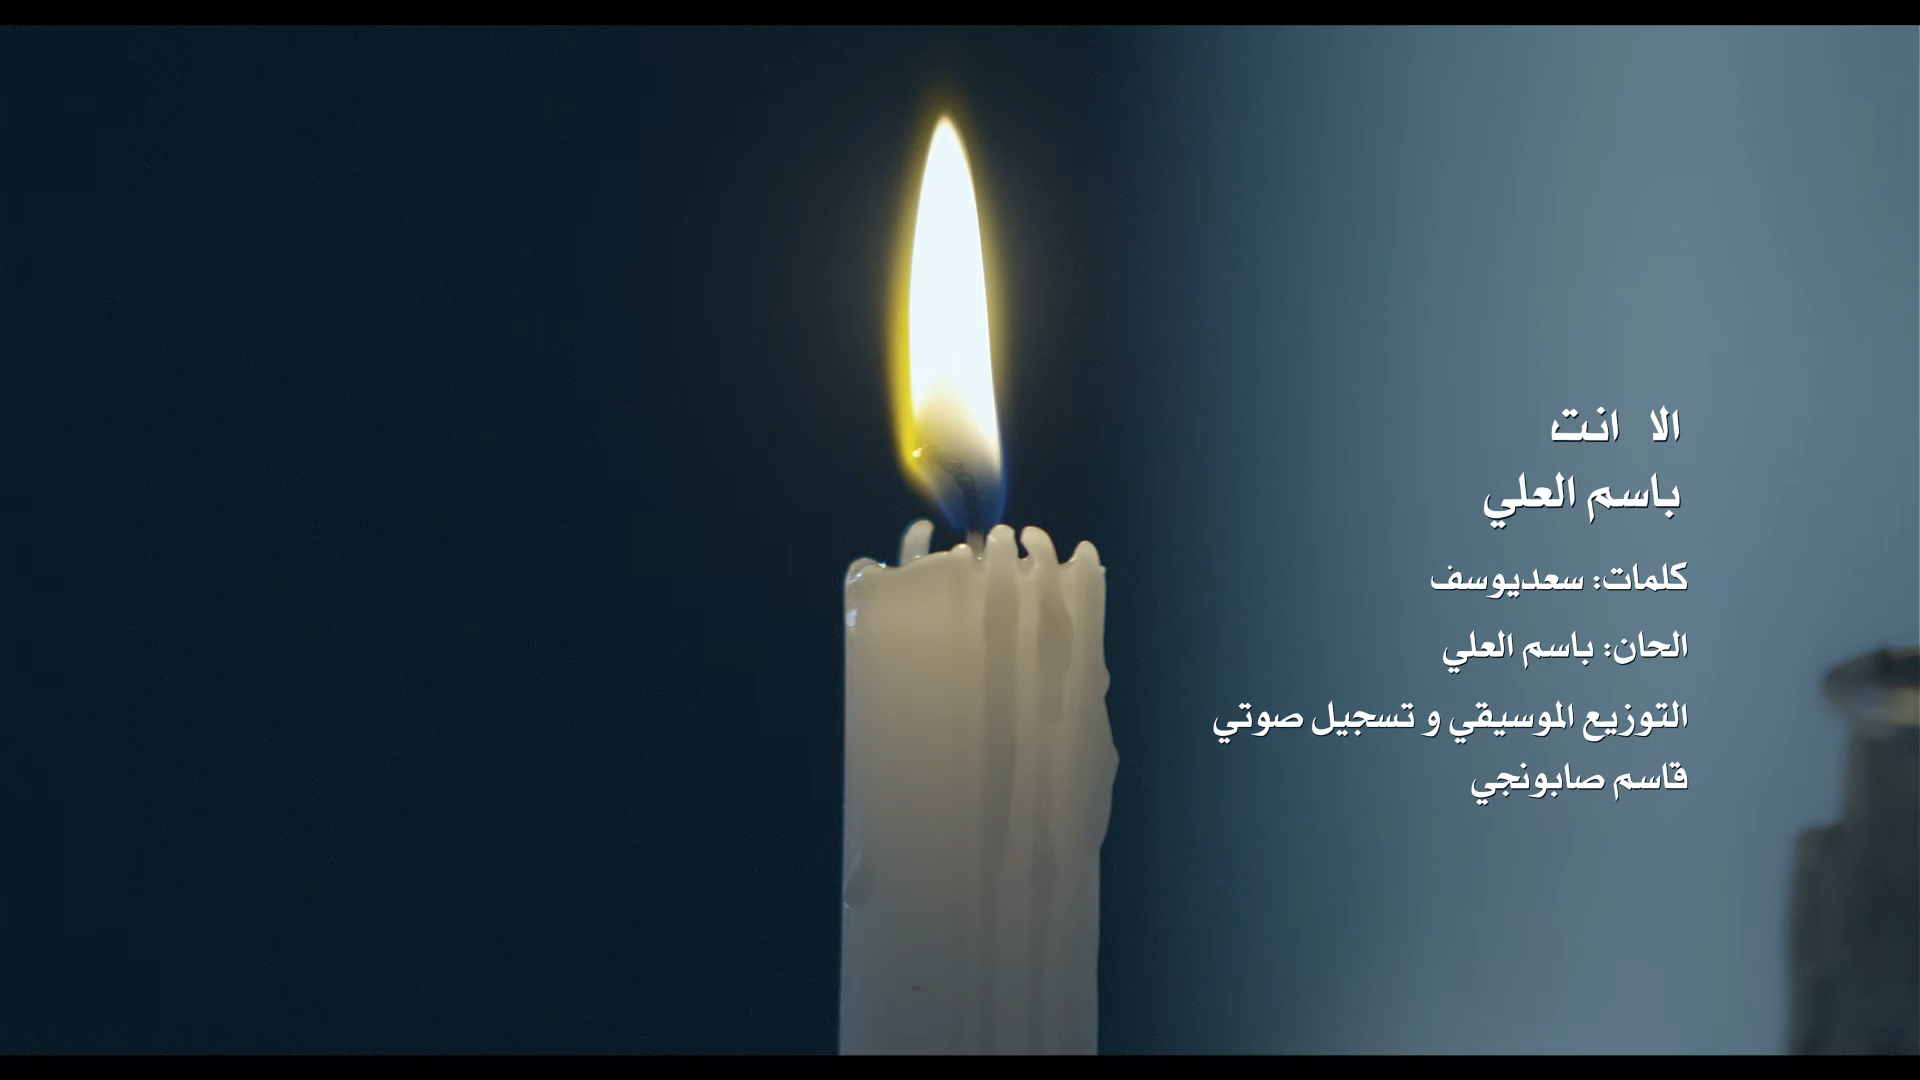 الا انت
باسم العلي
كلمات: سعديوسف
الحان: باسم العلي
التوزيع الموسيقي و تسجيل صوتي
قاسم صابونجي